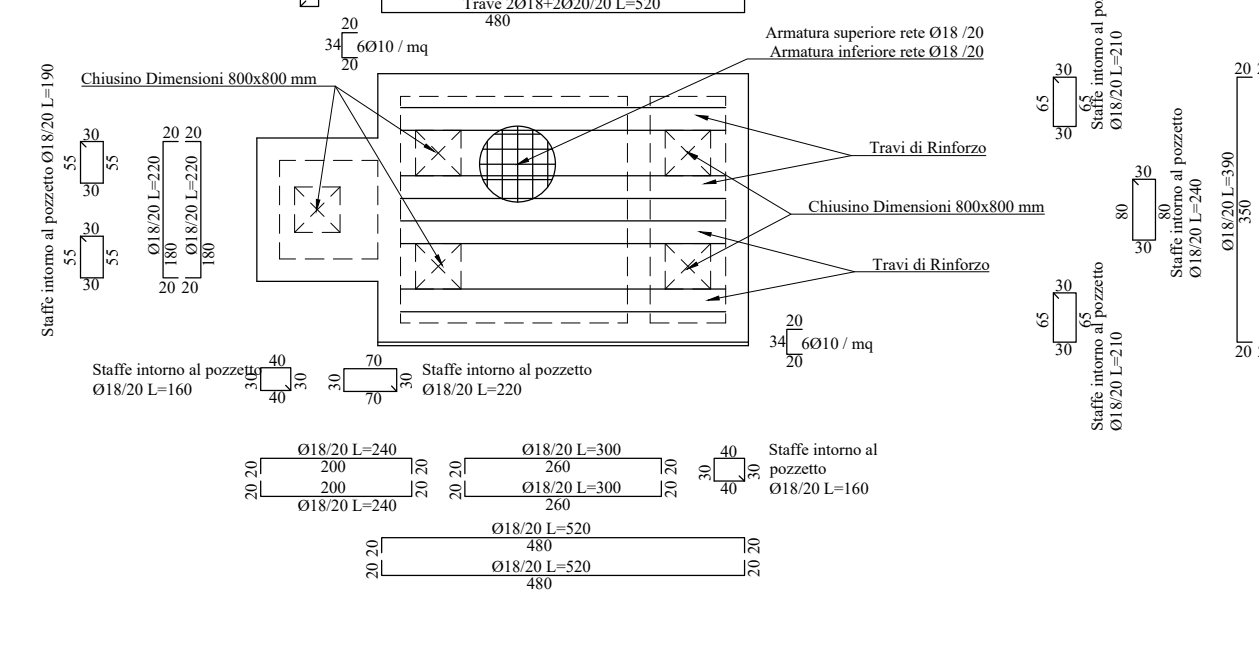 Trave 2Ø18+2Ø20/20 L=520
480
20
34 6Ø10 / mq
20
Armatura superiore rete Ø18 /20
Armatura inferiore rete Ø18 /20
Chiusino Dimensioni 800x800 mm
Staffe intorno al pozzetto Ø18/20 L=190
30
55 55
30
30
55 55
30
20 20
Ø18/20 L=220
180
Ø18/20 L=220
180
20 20
Travi di Rinforzo
Chiusino Dimensioni 800x800 mm
Travi di Rinforzo
20
34 6Ø10 / mq
20
30
65 65
30
Staffe intorno al
Ø18/20 L=210
30
80 80
30
Staffe intorno al pozzetto
Ø18/20 L=240
30
65 65
30
Staffe intorno al pozzetto
Ø18/20 L=210
20
Ø18/20 L=390
350
20
Staffe intorno al pozzetto
Ø18/20 L=160
40
30 30
40
70
30 30
70
Staffe intorno al pozzetto
Ø18/20 L=220
Ø18/20 L=240
20 200 20
20 200 20
Ø18/20 L=240
Ø18/20 L=300
20 260 20
Ø18/20 L=300
20 260 20
40
30 30
40
Staffe intorno al
pozzetto
Ø18/20 L=160
Ø18/20 L=520
20 480 20
Ø18/20 L=520
20 480 20